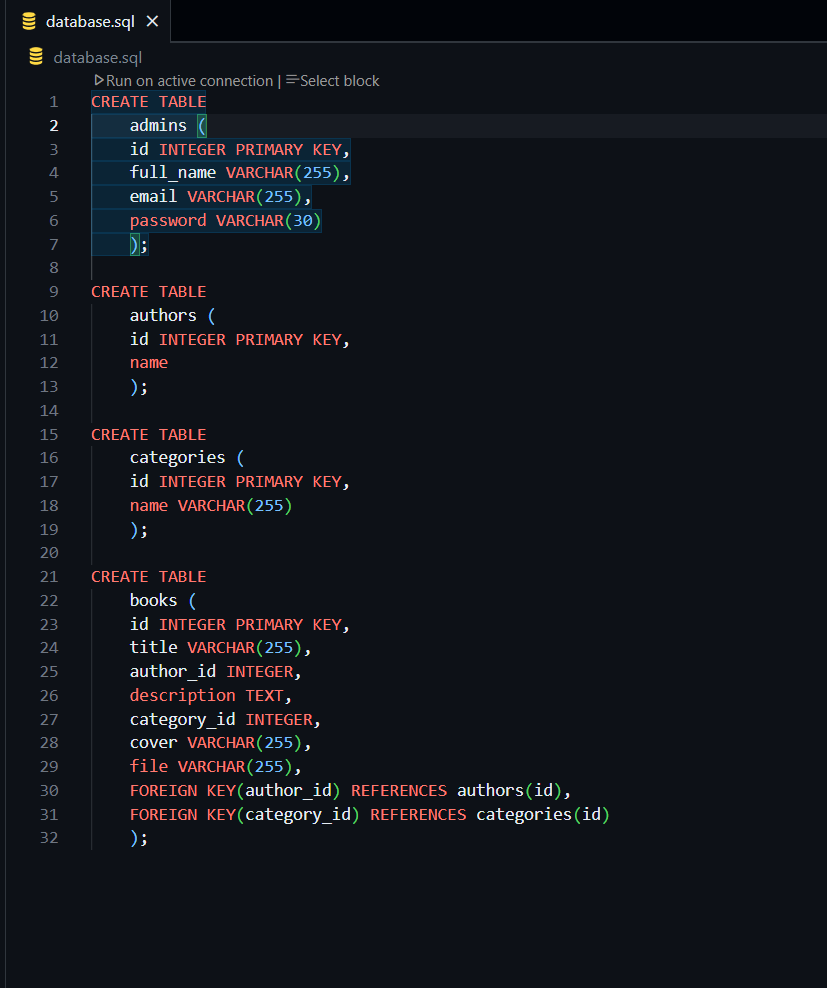 database.sql
database.sql
Run on active connection | Select block
1 CREATE TABLE
2 admins (
3 id INTEGER PRIMARY KEY,
4 full_name VARCHAR(255),
5 email VARCHAR(255),
6 password VARCHAR(30)
7 );
8
9 CREATE TABLE
10 authors (
11 id INTEGER PRIMARY KEY,
12 name
13 );
14
15 CREATE TABLE
16 categories (
17 id INTEGER PRIMARY KEY,
18 name VARCHAR(255)
19 );
20
21 CREATE TABLE
22 books (
23 id INTEGER PRIMARY KEY,
24 title VARCHAR(255),
25 author_id INTEGER,
26 description TEXT,
27 category_id INTEGER,
28 cover VARCHAR(255),
29 file VARCHAR(255),
30 FOREIGN KEY(author_id) REFERENCES authors(id),
31 FOREIGN KEY(category_id) REFERENCES categories(id)
32 );